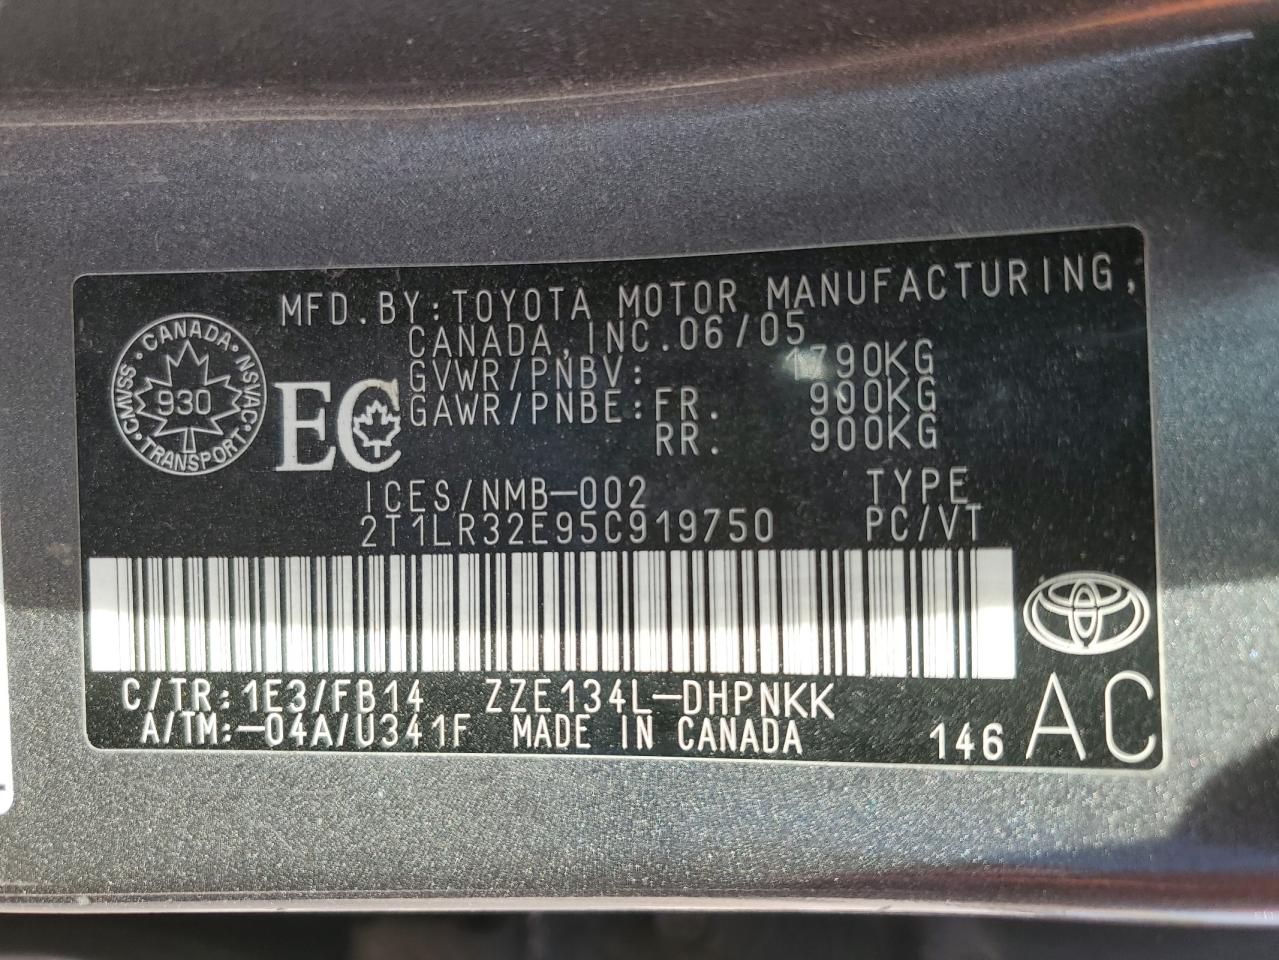 MFD.BY:TOYOTA MOTOR MANUFACTURING,
CANADA,INC.06/05
GVWR/PNBV: 1790KG
GAWR/PNBE:FR. 900KG
RR. 900KG
CANADA·NSVAC·TRANSPORT·CMVSS·
930
EC
ICES/NMB-002 TYPE
2T1LR32E95C919750 PC/VT
C/TR:1E3/FB14 ZZE134L-DHPNKK
A/TM:-04A/U341F MADE IN CANADA 146 AC